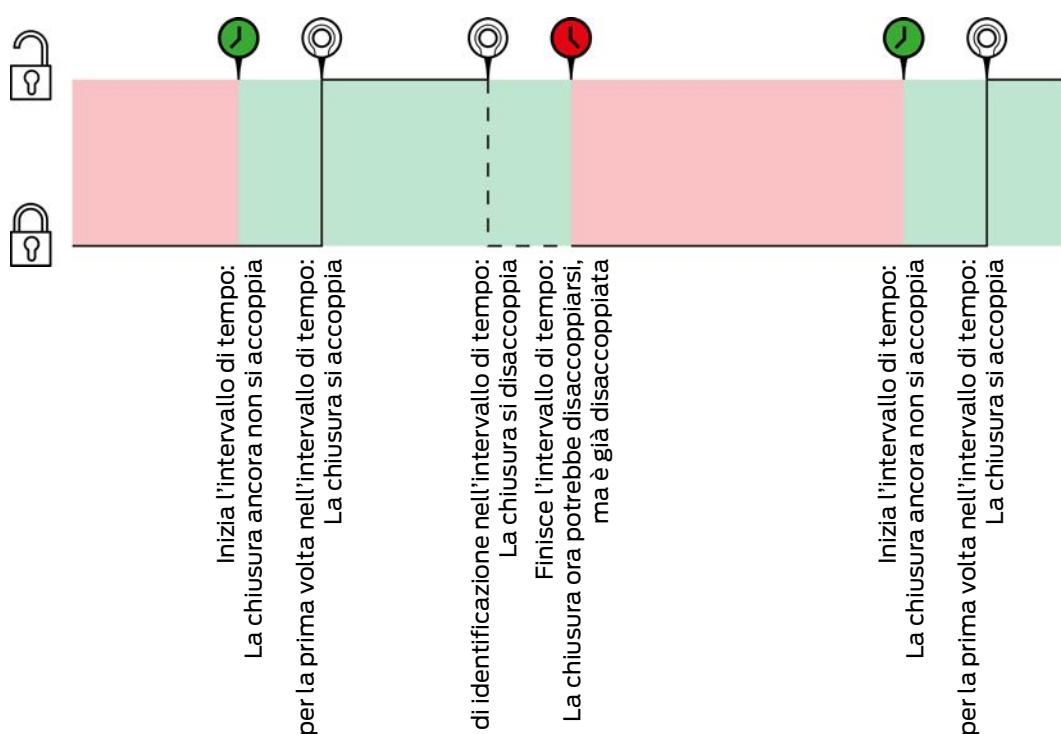 Inizia l'intervallo di tempo:
La chiusura ancora non si accoppia
per la prima volta nell'intervallo di tempo:
La chiusura si accoppia
di identificazione nell'intervallo di tempo:
La chiusura si disaccoppia
Finisce l'intervallo di tempo:
La chiusura ora potrebbe disaccoppiarsi,
ma è già disaccoppiata
Inizia l'intervallo di tempo:
La chiusura ancora non si accoppia
per la prima volta nell'intervallo di tempo:
La chiusura si accoppia